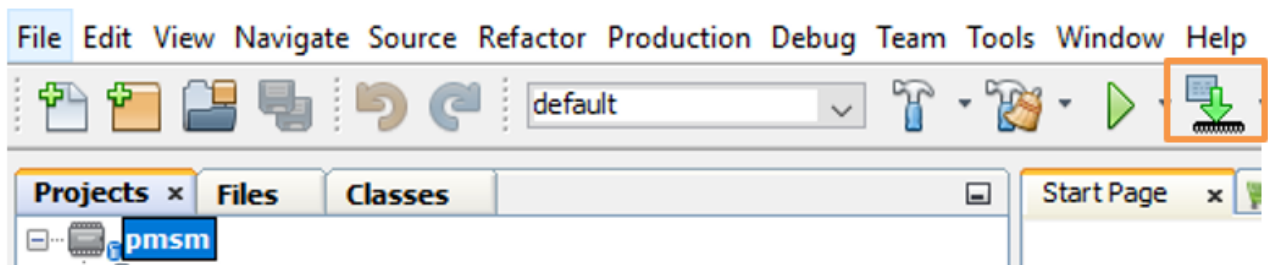 File Edit View Navigate Source Refactor Production Debug Team Tools Window Help
default
Projects × Files Classes Start Page ×
pmsm